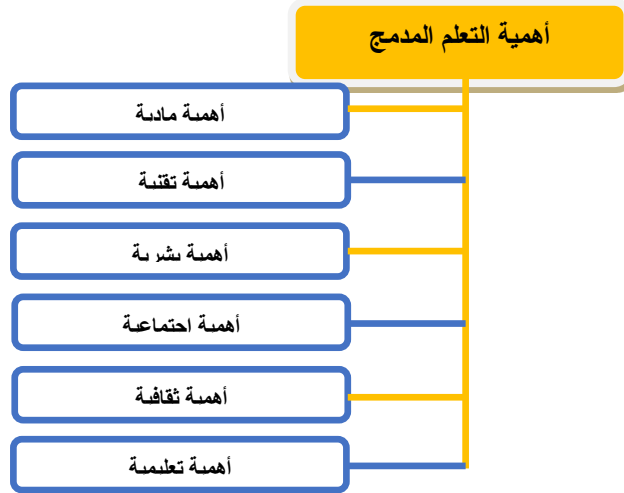 أهمية التعلم المدمج
أهمية مادية
أهمية تقنية
أهمية بشرية
أهمية اجتماعية
أهمية ثقافية
أهمية تعليمية